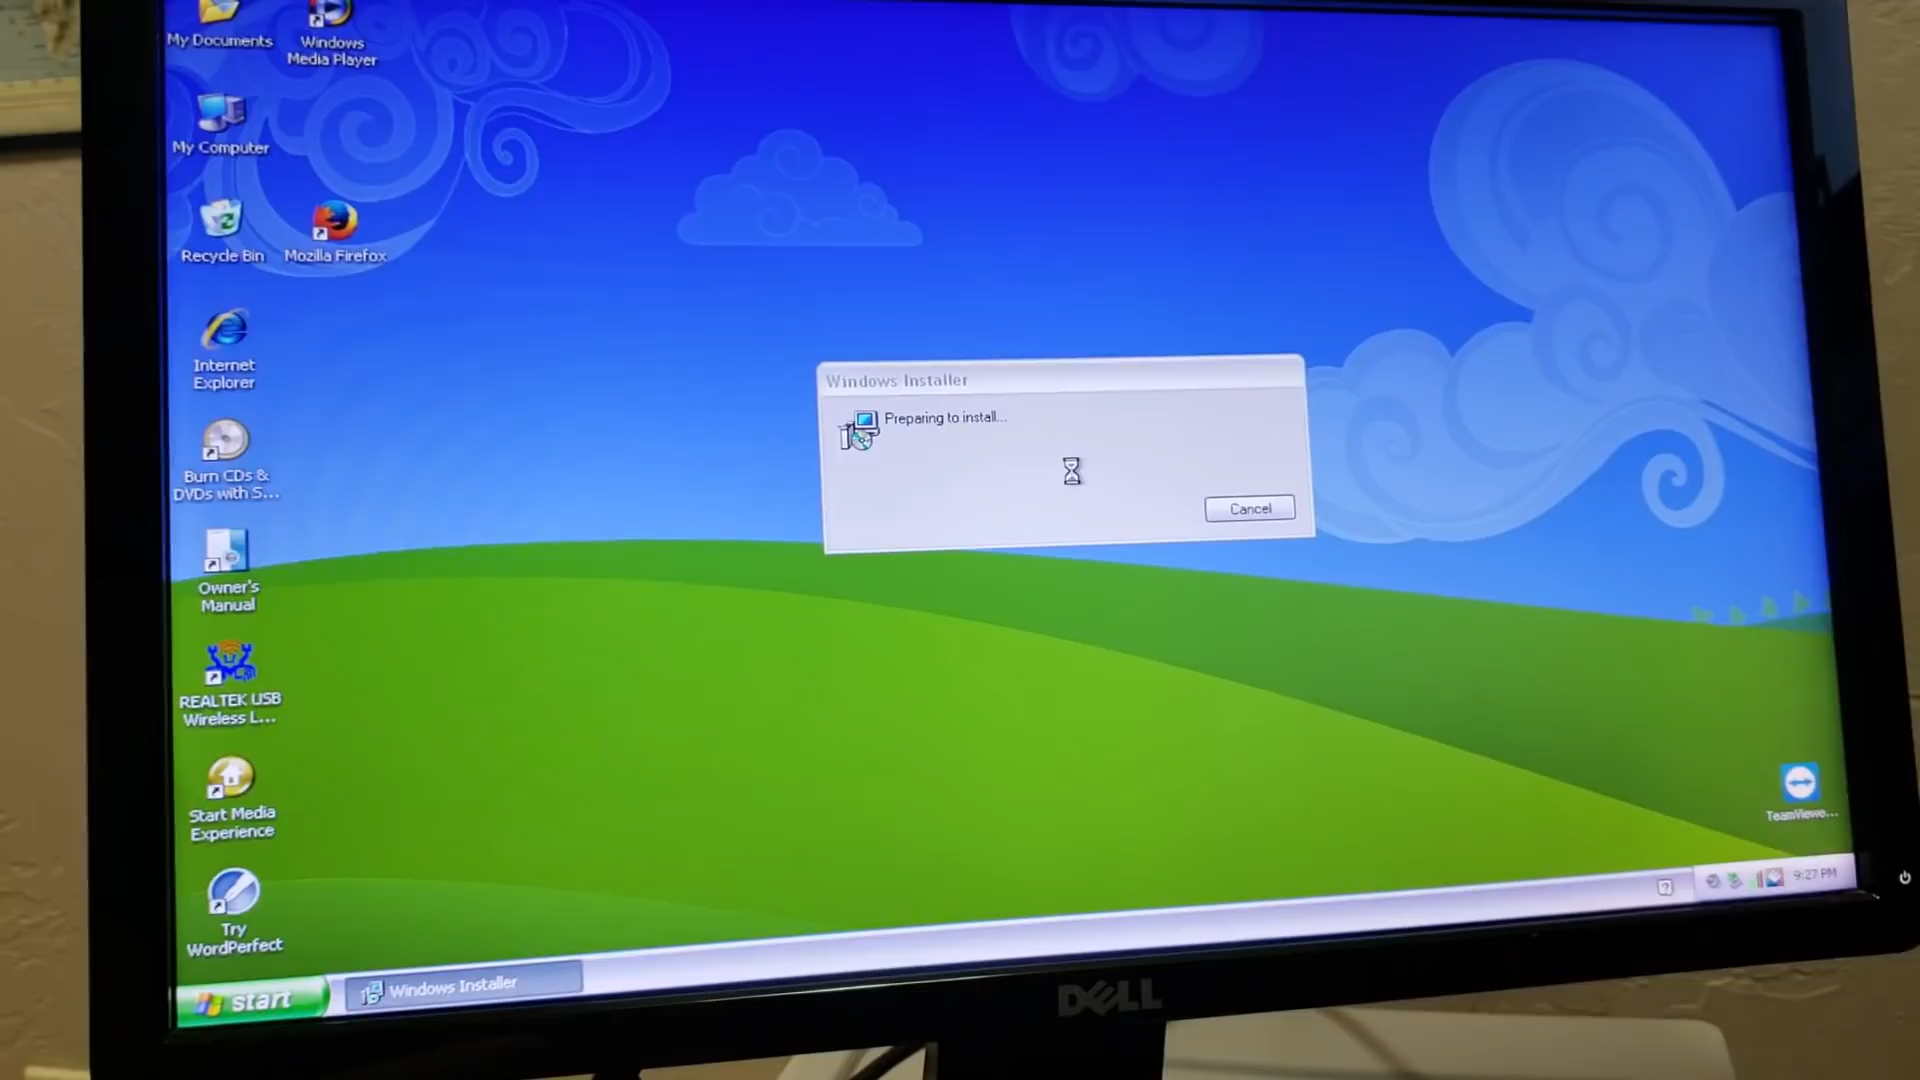 My Documents
Windows
Media Player
My Computer
Recycle Bin
Mozilla Firefox
Internet
Explorer
Burn CDs &
DVDs with S...
Owner's
Manual
REALTEK USB
Wireless L...
Start Media
Experience
Try
WordPerfect
Windows Installer
Preparing to install...
Cancel
TeamViewe...
start
Windows Installer
?
9:27 PM
DELL